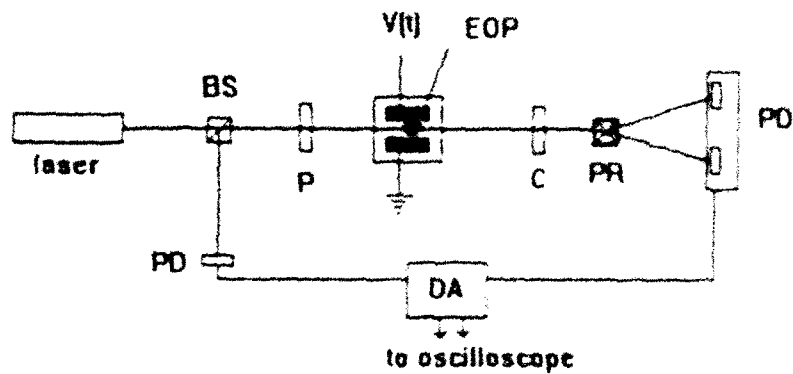 V(t)
EOP
BS
PD
laser
P
C
PR
PD
DA
to oscilloscope